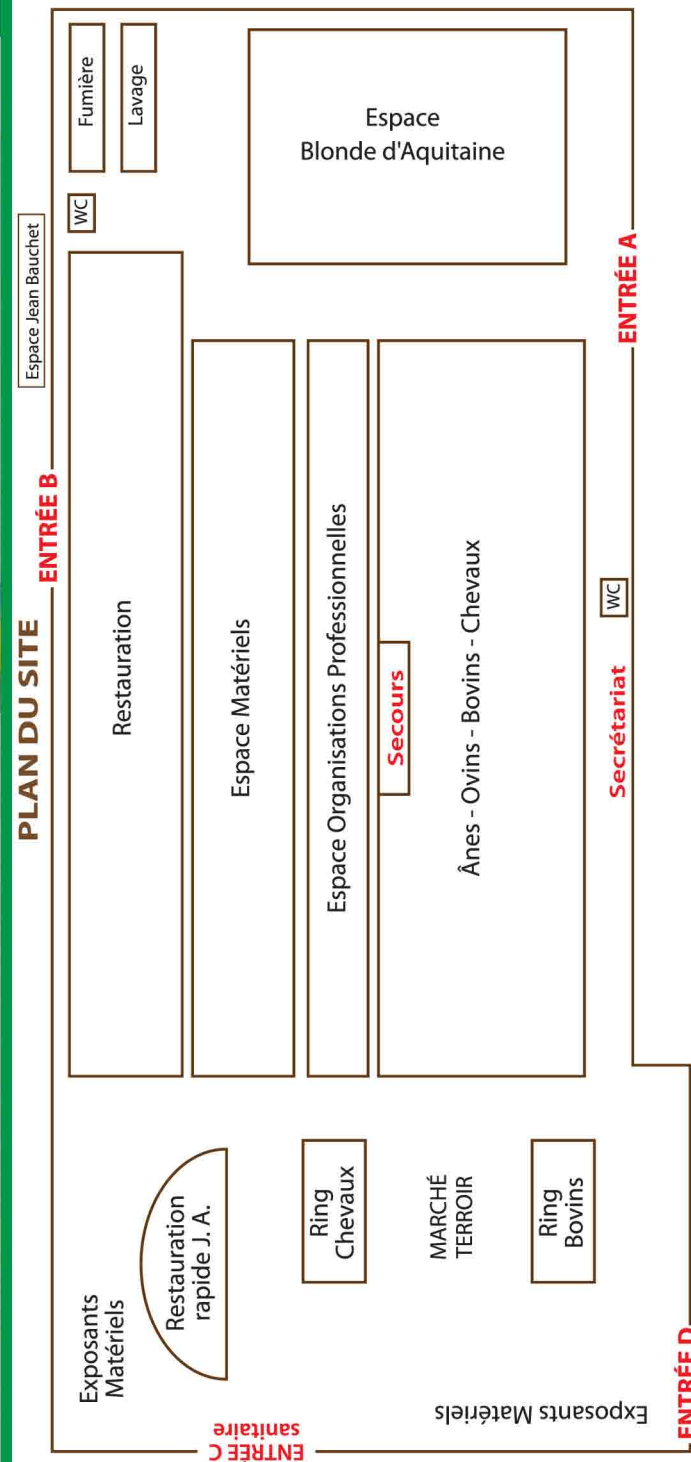 PLAN DU SITE
ENTRÉE B
Espace Jean Bauchet
Exposants
Matériels
Restauration
rapide J. A.
Restauration
WC
Fumière
Lavage
ENTRÉE C
sanitaire
Espace Matériels
Espace
Blonde d'Aquitaine
Ring
Chevaux
Espace Organisations Professionnelles
Secours
MARCHÉ
TERROIR
Ânes - Ovins - Bovins - Chevaux
Ring
Bovins
Exposants Matériels
Secrétariat
WC
ENTRÉE A
ENTRÉE D